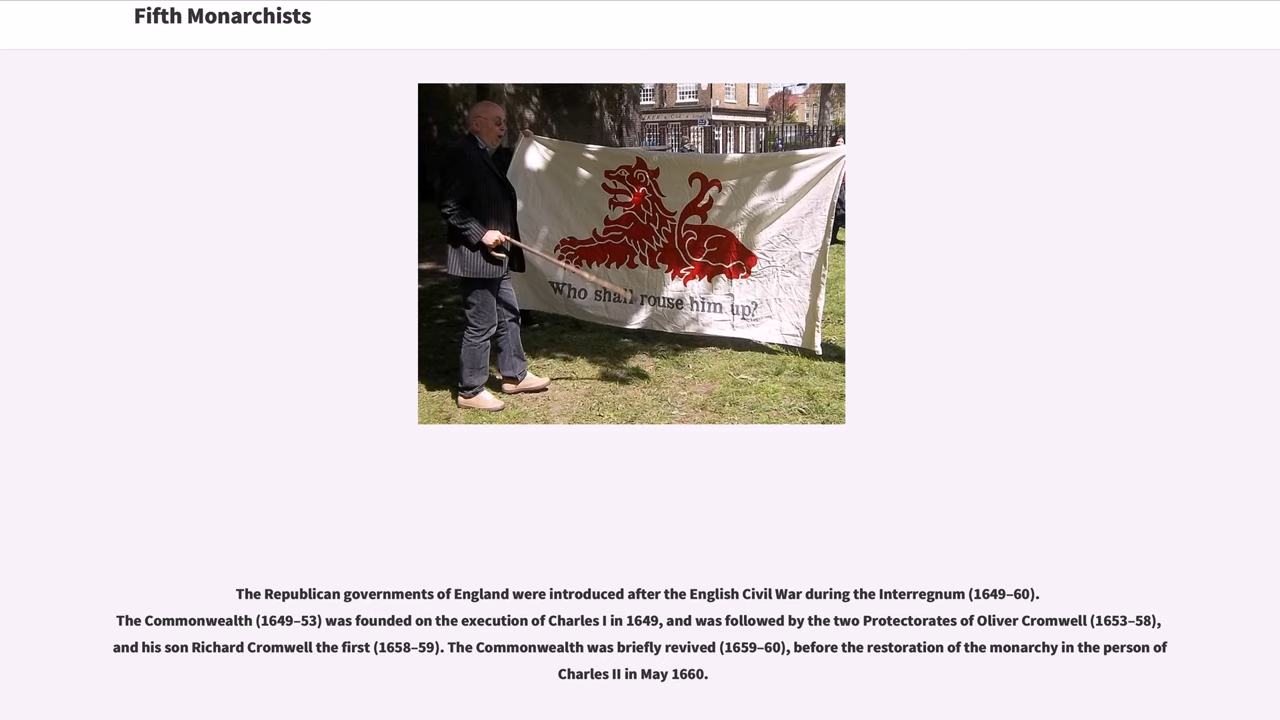 Fifth Monarchists
Who shall rouse him up?
The Republican governments of England were introduced after the English Civil War during the Interregnum (1649–60).
The Commonwealth (1649–53) was founded on the execution of Charles I in 1649, and was followed by the two Protectorates of Oliver Cromwell (1653–58),
and his son Richard Cromwell the first (1658–59). The Commonwealth was briefly revived (1659–60), before the restoration of the monarchy in the person of
Charles II in May 1660.